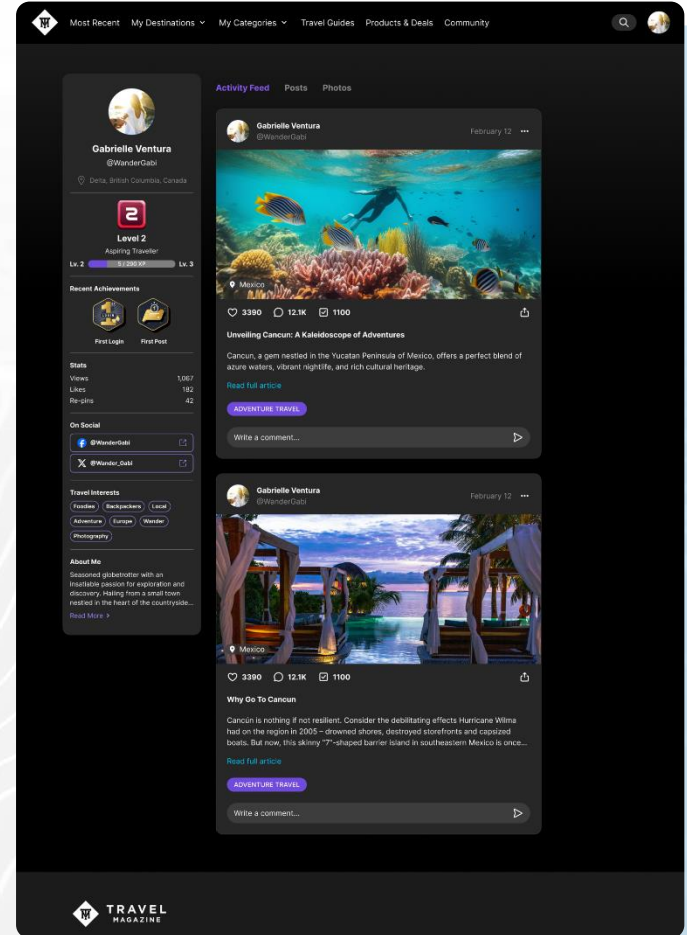 Most Recent My Destinations My Categories Travel Guides Products & Deals Community
Gabrielle Ventura
@WanderGabi
Delta, British Columbia, Canada
2
Level 2
Aspiring Traveller
Lv. 2 5 / 290 XP Lv. 3
Recent Achievements
First Login First Post
Stats
Views 1,067
Likes 182
Re-pins 42
On Social
@WanderGabi
@Wander_Gabi
Travel Interests
Foodies Backpackers Local
Adventure Europe Wander
Photography
About Me
Seasoned globetrotter with an
insatiable passion for exploration and
discovery. Hailing from a small town
nestled in the heart of the countryside...
Read More >
Activity Feed Posts Photos
Gabrielle Ventura
@WanderGabi
February 12
Mexico
3390 12.1K 1100
Unveiling Cancun: A Kaleidoscope of Adventures
Cancun, a gem nestled in the Yucatan Peninsula of Mexico, offers a perfect blend of
azure waters, vibrant nightlife, and rich cultural heritage.
Read full article
ADVENTURE TRAVEL
Write a comment...
Gabrielle Ventura
@WanderGabi
February 12
Mexico
3390 12.1K 1100
Why Go To Cancun
Cancún is nothing if not resilient. Consider the debilitating effects Hurricane Wilma
had on the region in 2005 – drowned shores, destroyed storefronts and capsized
boats. But now, this skinny "7"-shaped barrier island in southeastern Mexico is once...
Read full article
ADVENTURE TRAVEL
Write a comment...
TRAVEL
MAGAZINE